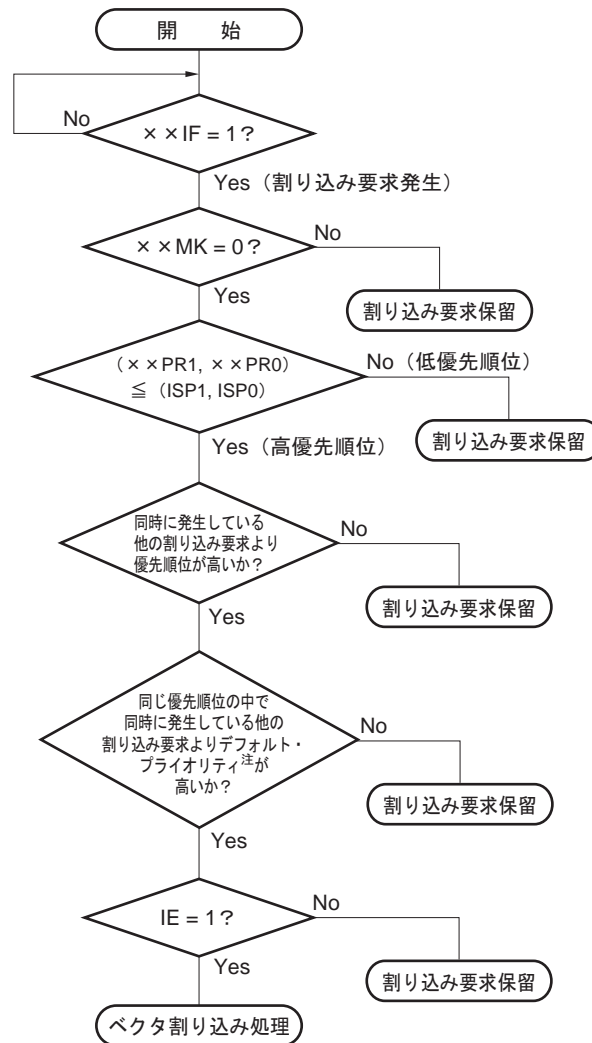 開　始
No
××IF = 1？
Yes（割り込み要求発生）
××MK = 0？
No
Yes
割り込み要求保留
（××PR1, ××PR0）
≦（ISP1, ISP0）
No（低優先順位）
Yes（高優先順位）
割り込み要求保留
同時に発生している
他の割り込み要求より
優先順位が高いか？
No
Yes
割り込み要求保留
同じ優先順位の中で
同時に発生している他の
割り込み要求よりデフォルト・
プライオリティ注が
高いか？
No
Yes
割り込み要求保留
IE = 1？
No
Yes
割り込み要求保留
ベクタ割り込み処理